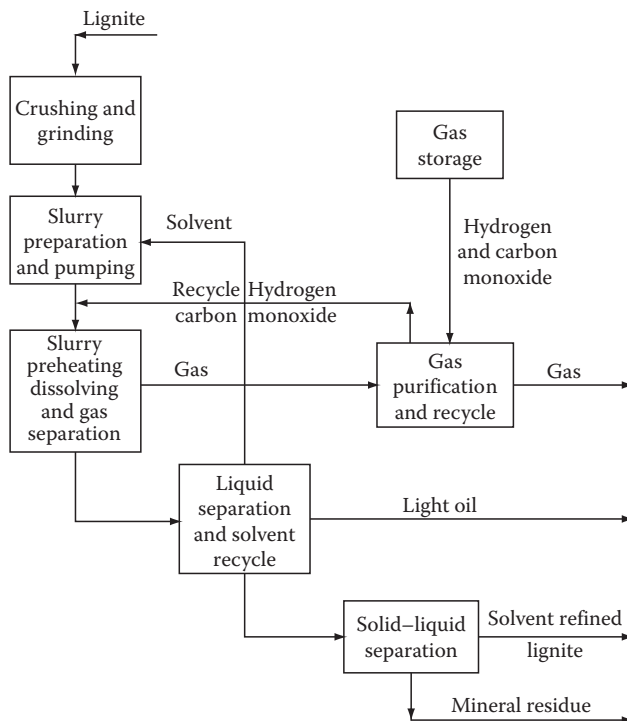 Lignite
Crushing and
grinding
Gas
storage
Slurry
preparation
and pumping
Solvent
Hydrogen
and carbon
monoxide
Recycle Hydrogen
carbon monoxide
Slurry
preheating
dissolving
and gas
separation
Gas
Gas
purification
and recycle
Gas
Liquid
separation
and solvent
recycle
Light oil
Solid–liquid
separation
Solvent refined
lignite
Mineral residue